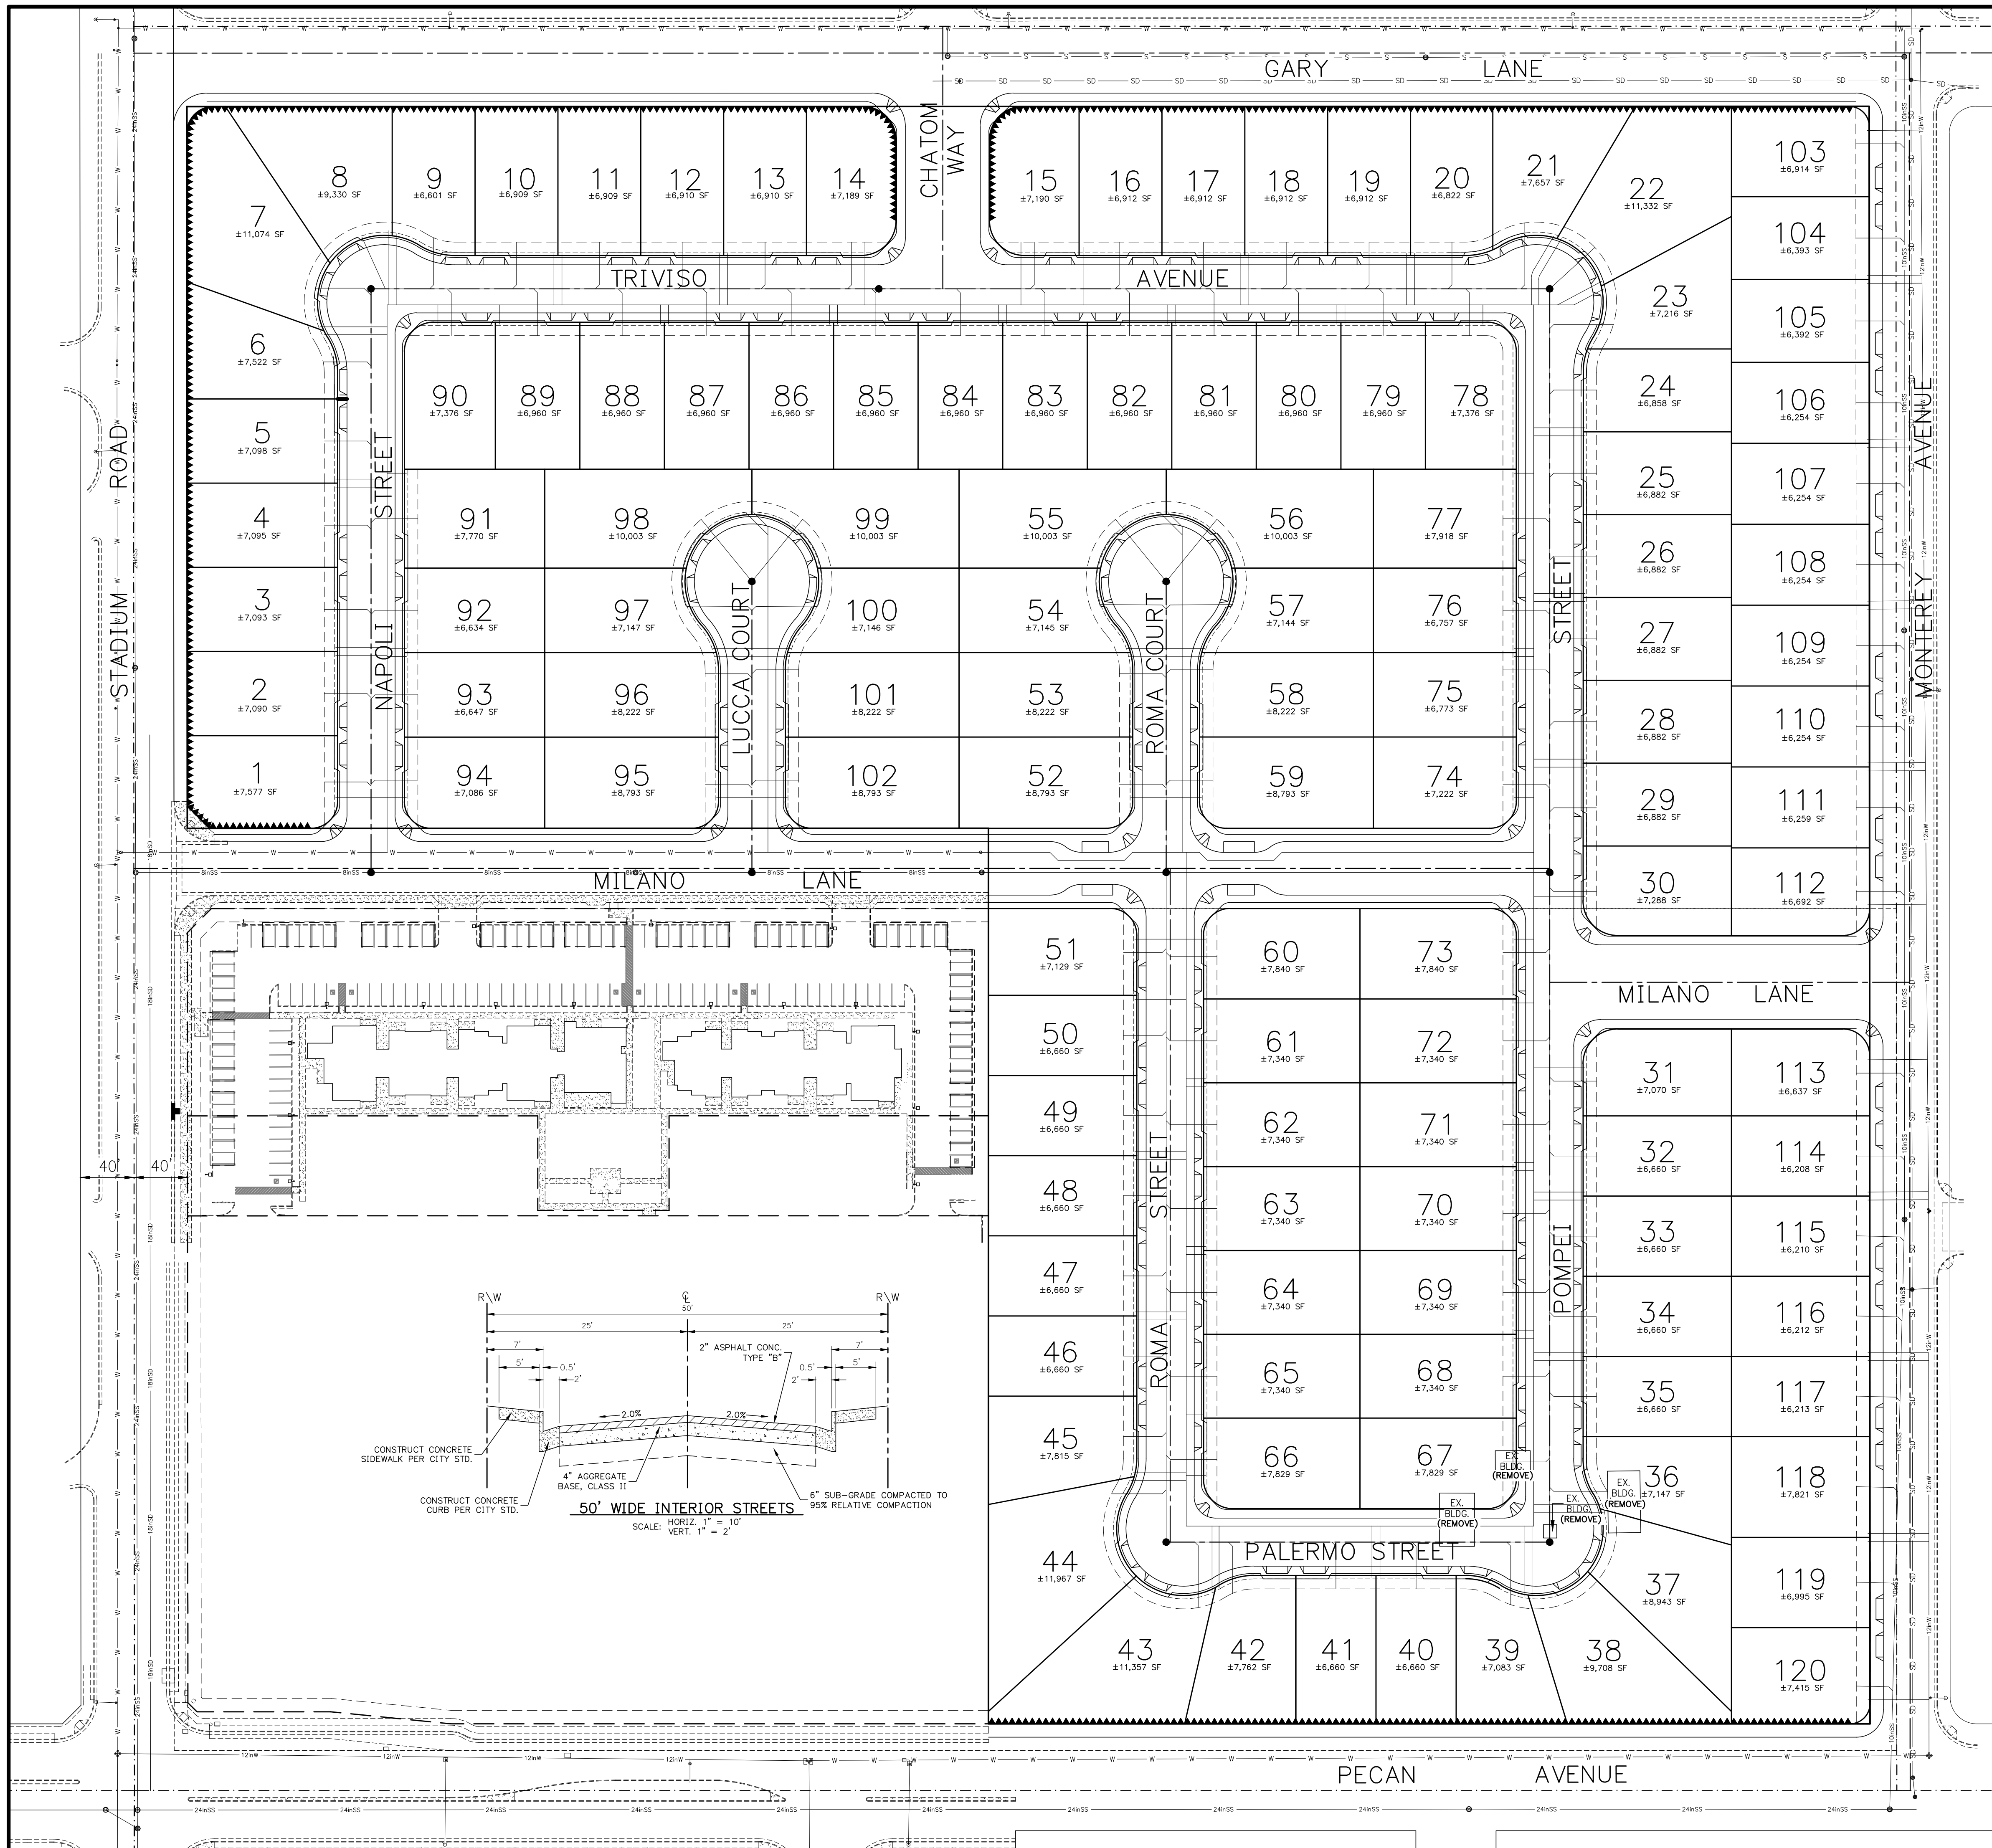 GARY LANE
CHATOM WAY
STADIUM ROAD
MONTEREY AVENUE
7
±11,074 SF
8
±9,330 SF
9
±6,601 SF
10
±6,909 SF
11
±6,909 SF
12
±6,910 SF
13
±6,910 SF
14
±7,189 SF
15
±7,190 SF
16
±6,912 SF
17
±6,912 SF
18
±6,912 SF
19
±6,912 SF
20
±6,822 SF
21
±7,657 SF
22
±11,332 SF
103
±6,914 SF
104
±6,393 SF
TRIVISO AVENUE
23
±7,216 SF
105
±6,392 SF
6
±7,522 SF
5
±7,098 SF
4
±7,095 SF
3
±7,093 SF
2
±7,090 SF
1
±7,577 SF
NAPOLI STREET
90
±7,376 SF
89
±6,960 SF
88
±6,960 SF
87
±6,960 SF
86
±6,960 SF
85
±6,960 SF
84
±6,960 SF
83
±6,960 SF
82
±6,960 SF
81
±6,960 SF
80
±6,960 SF
79
±6,960 SF
78
±7,376 SF
24
±6,858 SF
106
±6,254 SF
91
±7,770 SF
98
±10,003 SF
99
±10,003 SF
55
±10,003 SF
56
±10,003 SF
77
±7,918 SF
25
±6,882 SF
107
±6,254 SF
26
±6,882 SF
108
±6,254 SF
92
±6,634 SF
97
±7,147 SF
LUCCA COURT
100
±7,146 SF
54
±7,145 SF
ROMA COURT
57
±7,144 SF
76
±6,757 SF
STREET
27
±6,882 SF
109
±6,254 SF
93
±6,647 SF
96
±8,222 SF
101
±8,222 SF
53
±8,222 SF
58
±8,222 SF
75
±6,773 SF
28
±6,882 SF
110
±6,254 SF
94
±7,086 SF
95
±8,793 SF
102
±8,793 SF
52
±8,793 SF
59
±8,793 SF
74
±7,222 SF
29
±6,882 SF
111
±6,259 SF
30
±7,288 SF
112
±6,692 SF
8inSS 8inSS 8inSS 8inSS 8inSS 8inSS
MILANO LANE
51
±7,129 SF
60
±7,840 SF
73
±7,840 SF
MILANO LANE
50
±6,660 SF
61
±7,340 SF
72
±7,340 SF
31
±7,070 SF
113
±6,637 SF
49
±6,660 SF
62
±7,340 SF
71
±7,340 SF
32
±6,660 SF
114
±6,208 SF
40' 40'
48
±6,660 SF
ROMA STREET
63
±7,340 SF
70
±7,340 SF
POMPEI
33
±6,660 SF
115
±6,210 SF
47
±6,660 SF
64
±7,340 SF
69
±7,340 SF
34
±6,660 SF
116
±6,212 SF
46
±6,660 SF
65
±7,340 SF
68
±7,340 SF
35
±6,660 SF
117
±6,213 SF
45
±7,815 SF
66
±7,829 SF
67
±7,829 SF
36
±7,147 SF
118
±7,821 SF
EX.
BLDG.
(REMOVE)
EX.
BLDG.
(REMOVE)
EX.
BLDG.
(REMOVE)
EX.
BLDG.
(REMOVE)
R\W ℄ R\W
50'
25' 25'
7' 7'
5' 0.5' 0.5' 5'
2' 2'
2" ASPHALT CONC.
TYPE "B"
2.0% 2.0%
CONSTRUCT CONCRETE
SIDEWALK PER CITY STD.
4" AGGREGATE
BASE, CLASS II
CONSTRUCT CONCRETE
CURB PER CITY STD.
6" SUB-GRADE COMPACTED TO
95% RELATIVE COMPACTION
50' WIDE INTERIOR STREETS
SCALE: HORIZ. 1" = 10'
VERT. 1" = 2'
PALERMO STREET
44
±11,967 SF
37
±8,943 SF
119
±6,995 SF
43
±11,357 SF
42
±7,762 SF
41
±6,660 SF
40
±6,660 SF
39
±7,083 SF
38
±9,708 SF
120
±7,415 SF
12inW 12inW 12inW 12inW
PECAN AVENUE
24inSS 24inSS 24inSS 24inSS 24inSS 24inSS 24inSS 24inSS 24inSS 24inSS 24inSS 24inSS